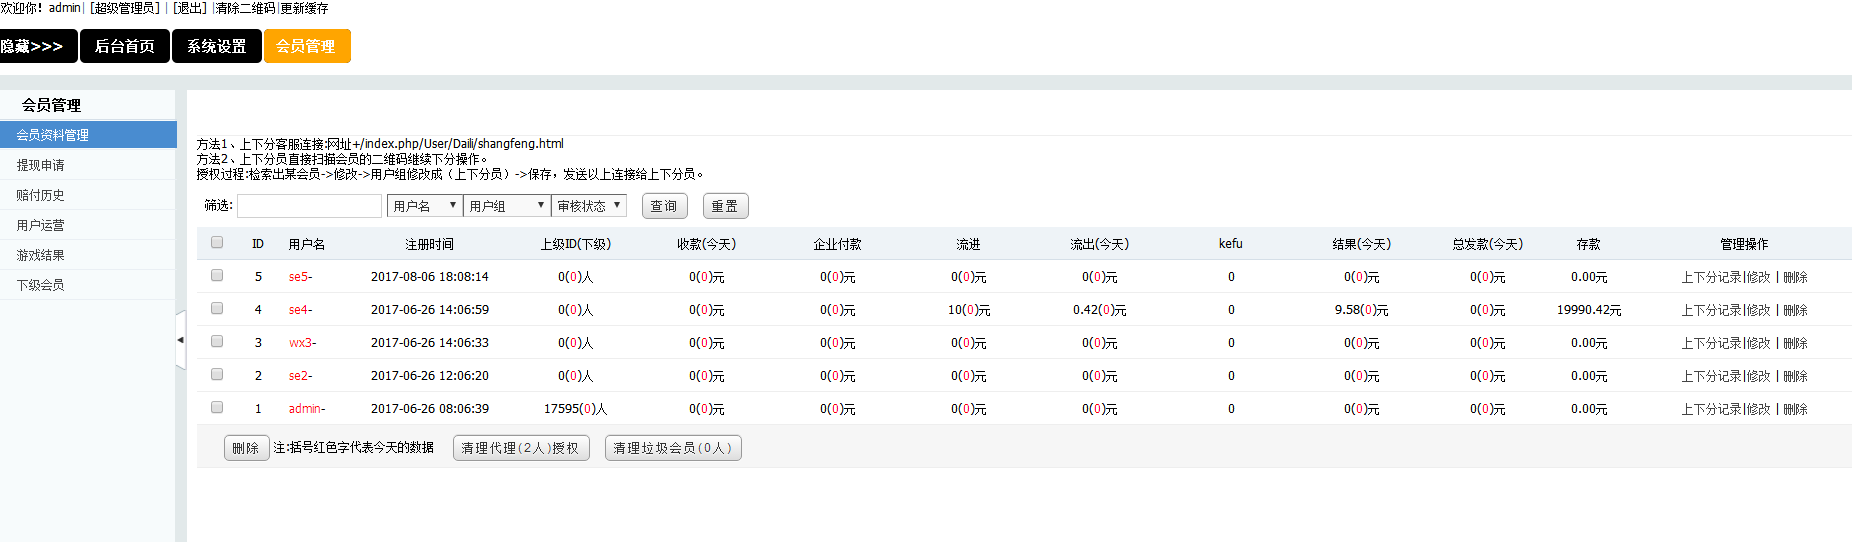 欢迎你！admin| [超级管理员] | [退出] |清除二维码|更新缓存
隐藏>>> 后台首页 系统设置 会员管理
会员管理
会员资料管理
提现申请
赔付历史
用户运营
游戏结果
下级会员
方法1、上下分客服连接:网址+/index.php/User/Daili/shangfeng.html
方法2、上下分员直接扫描会员的二维码继续下分操作。
授权过程:检索出某会员->修改->用户组修改成（上下分员）->保存，发送以上连接给上下分员。
筛选: 用户名 用户组 审核状态 查询 重置
ID 用户名 注册时间 上级ID(下级) 收款(今天) 企业付款 流进 流出(今天) kefu 结果(今天) 总发款(今天) 存款 管理操作
5 se5- 2017-08-06 18:08:14 0(0)人 0(0)元 0(0)元 0(0)元 0(0)元 0 0(0)元 0(0)元 0.00元 上下分记录|修改 | 删除
4 se4- 2017-06-26 14:06:59 0(0)人 0(0)元 0(0)元 10(0)元 0.42(0)元 0 9.58(0)元 0(0)元 19990.42元 上下分记录|修改 | 删除
3 wx3- 2017-06-26 14:06:33 0(0)人 0(0)元 0(0)元 0(0)元 0(0)元 0 0(0)元 0(0)元 0.00元 上下分记录|修改 | 删除
2 se2- 2017-06-26 12:06:20 0(0)人 0(0)元 0(0)元 0(0)元 0(0)元 0 0(0)元 0(0)元 0.00元 上下分记录|修改 | 删除
1 admin- 2017-06-26 08:06:39 17595(0)人 0(0)元 0(0)元 0(0)元 0(0)元 0 0(0)元 0(0)元 0.00元 上下分记录|修改 | 删除
删除 注:括号红色字代表今天的数据 清理代理(2人)授权 清理垃圾会员(0人)